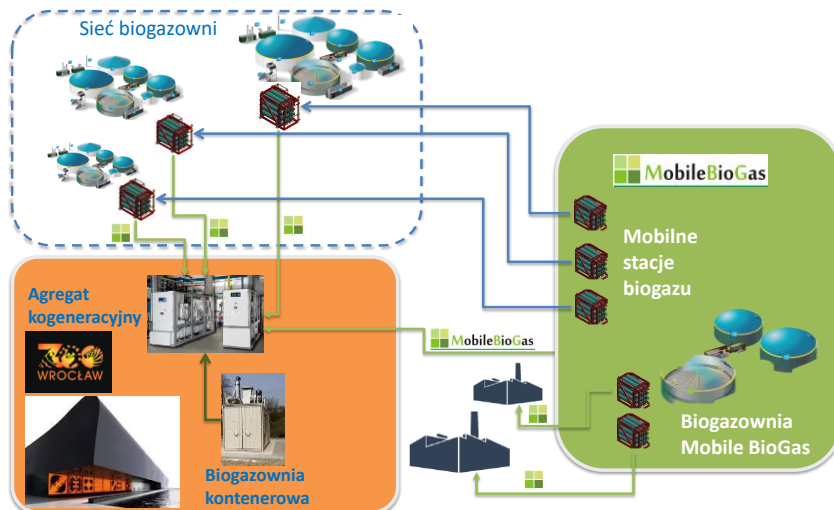 Sieć biogazowni
MobileBioGas
Mobilne
stacje
biogazu
Agregat
kogeneracyjny
ZOO
WROCŁAW
MobileBioGas
Biogazownia
Mobile BioGas
Biogazownia
kontenerowa